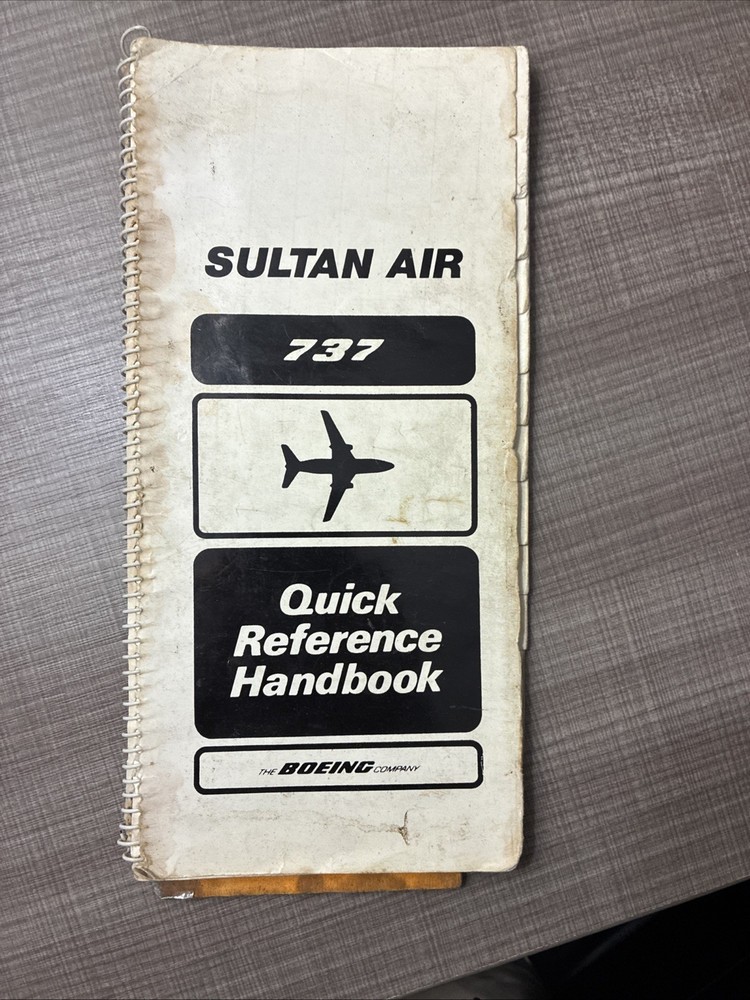 SULTAN AIR
737
Quick
Reference
Handbook
THE BOEING COMPANY